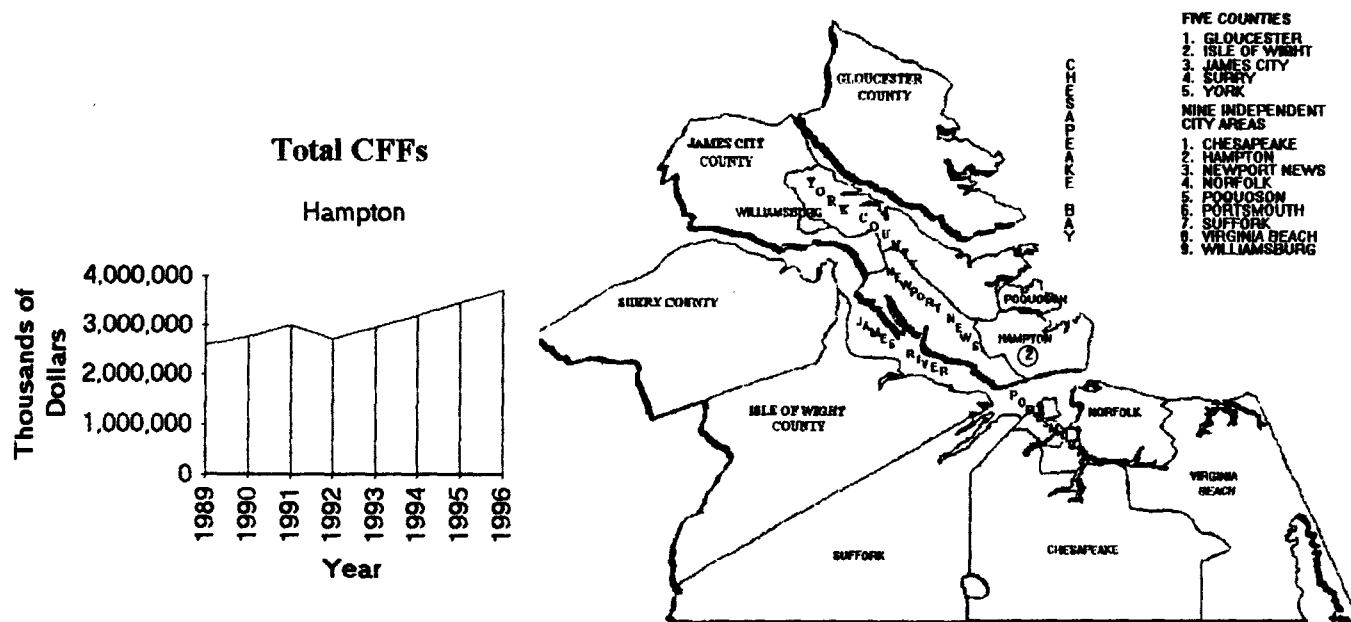 Total CFFs
Hampton
4,000,000
3,000,000
2,000,000
1,000,000
0
Thousands of
Dollars
1989
1990
1991
1992
1993
1994
1995
1996
Year
GLOUCESTER
COUNTY
JAMES CITY
COUNTY
WILLIAMSBURG
YORK COUNTY
SURRY COUNTY
NEWPORT NEWS
JAMES RIVER
POQUOSON
HAMPTON
2
ISLE OF WIGHT
COUNTY
NORFOLK
VIRGINIA
BEACH
SUFFORK
CHESAPEAKE
CHESAPEAKE BAY
FIVE COUNTIES
1. GLOUCESTER
2. ISLE OF WIGHT
3. JAMES CITY
4. SURRY
5. YORK
NINE INDEPENDENT
CITY AREAS
1. CHESAPEAKE
2. HAMPTON
3. NEWPORT NEWS
4. NORFOLK
5. POQUOSON
6. PORTSMOUTH
7. SUFFORK
8. VIRGINIA BEACH
9. WILLIAMSBURG